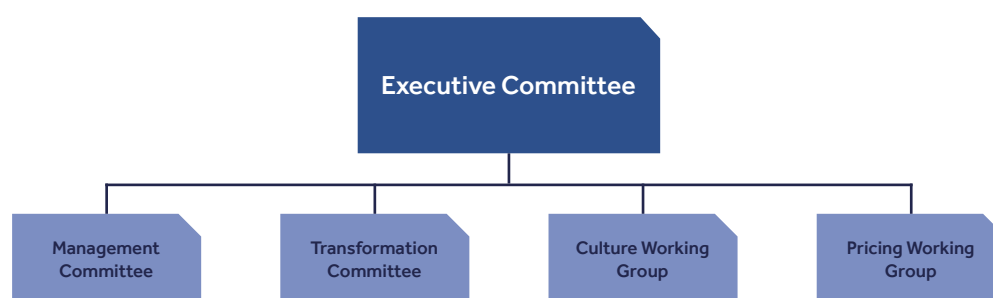 Executive Committee
Management
Committee
Transformation
Committee
Culture Working
Group
Pricing Working
Group